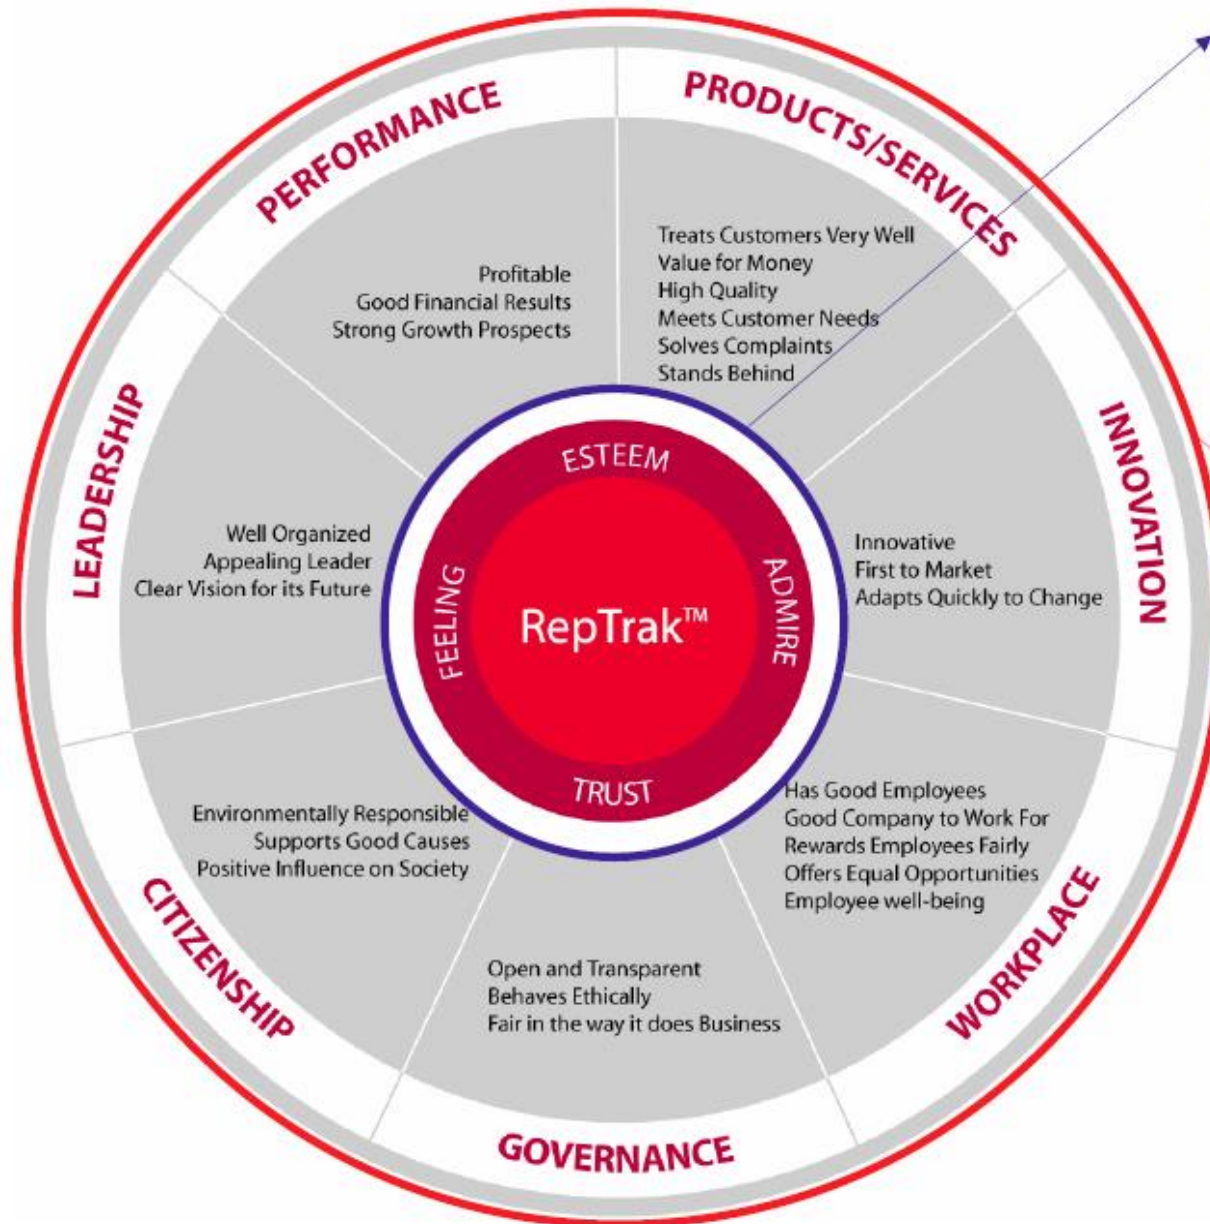 PERFORMANCE
Profitable
Good Financial Results
Strong Growth Prospects
PRODUCTS/SERVICES
Treats Customers Very Well
Value for Money
High Quality
Meets Customer Needs
Solves Complaints
Stands Behind
INNOVATION
Innovative
First to Market
Adapts Quickly to Change
WORKPLACE
Has Good Employees
Good Company to Work For
Rewards Employees Fairly
Offers Equal Opportunities
Employee well-being
GOVERNANCE
Open and Transparent
Behaves Ethically
Fair in the way it does Business
CITIZENSHIP
Environmentally Responsible
Supports Good Causes
Positive Influence on Society
LEADERSHIP
Well Organized
Appealing Leader
Clear Vision for its Future
ESTEEM
ADMIRE
TRUST
FEELING
RepTrak™